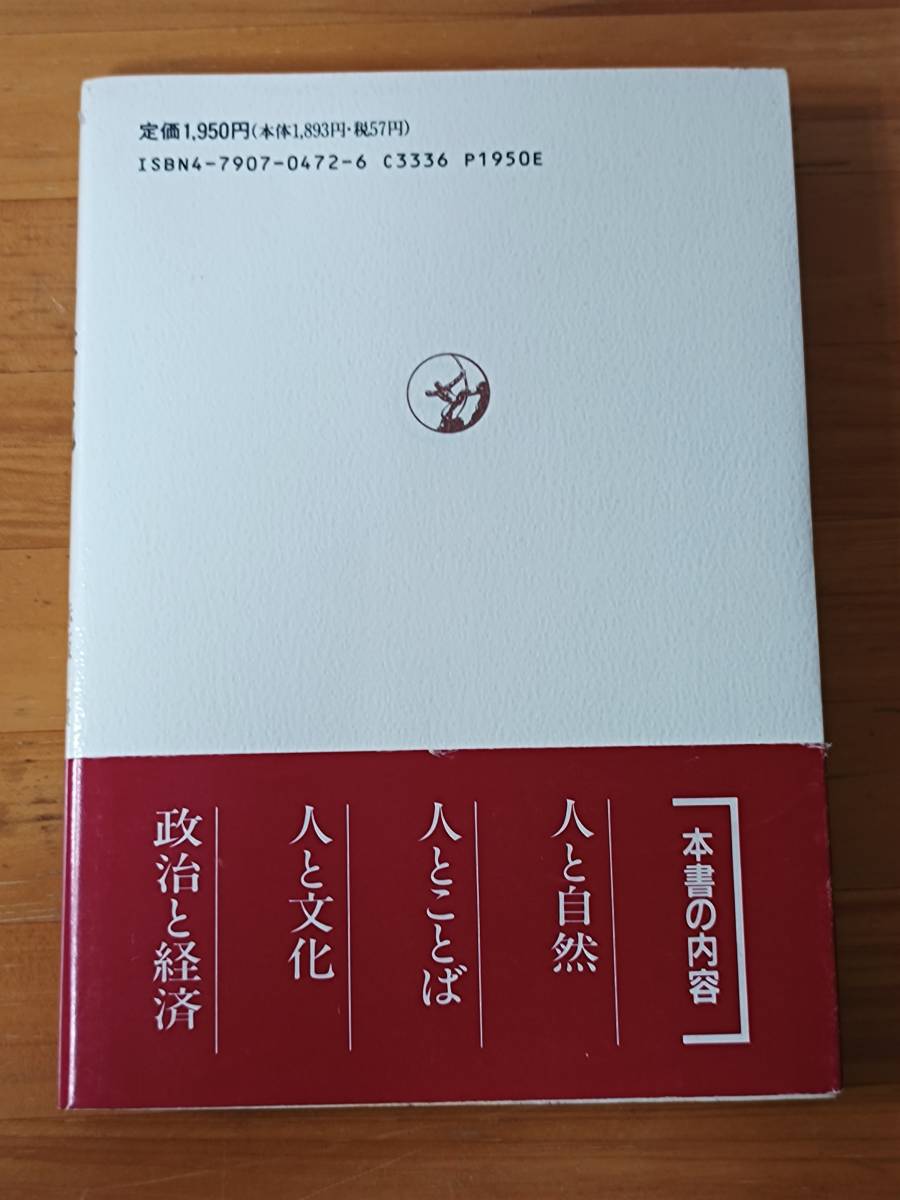 定価1,950円(本体1,893円・税57円)
ISBN4-7907-0472-6 C3336 P1950E
本書の内容
人と自然
人とことば
人と文化
政治と経済